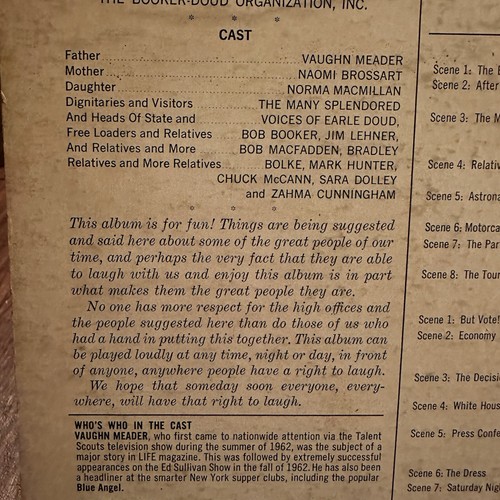 THE BOOKER-DOUD ORGANIZATION, INC.
* * *
CAST
Father VAUGHN MEADER
Mother NAOMI BROSSART
Daughter NORMA MACMILLAN
Dignitaries and Visitors THE MANY SPLENDORED
And Heads Of State and VOICES OF EARLE DOUD,
Free Loaders and Relatives BOB BOOKER, JIM LEHNER,
And Relatives and More BOB MACFADDEN, BRADLEY
Relatives and More Relatives BOLKE, MARK HUNTER,
CHUCK McCANN, SARA DOLLEY
and ZAHMA CUNNINGHAM
This album is for fun! Things are being suggested
and said here about some of the great people of our
time, and perhaps the very fact that they are able
to laugh with us and enjoy this album is in part
what makes them the great people they are.
No one has more respect for the high offices and
the people suggested here than do those of us who
had a hand in putting this together. This album can
be played loudly at any time, night or day, in front
of anyone, anywhere people have a right to laugh.
We hope that someday soon everyone, every-
where, will have that right to laugh.
WHO'S WHO IN THE CAST
VAUGHN MEADER, who first came to nationwide attention via the Talent
Scouts television show during the summer of 1962, was the subject of a
major story in LIFE magazine. This was followed by extremely successful
appearances on the Ed Sullivan Show in the fall of 1962. He has also been
a headliner at the smarter New York supper clubs, including the popular
Blue Angel.
Scene 1: The
Scene 2: After
Scene 3: The
Scene 4: Relativ
Scene 5: Astrona
Scene 6: Motorca
Scene 7: The Par
Scene 8: The Tour
Scene 1: But Vote!
Scene 2: Economy
Scene 3: The Decisi
Scene 4: White Hous
Scene 5: Press Confe
Scene 6: The Dress
Scene 7: Saturday Nig